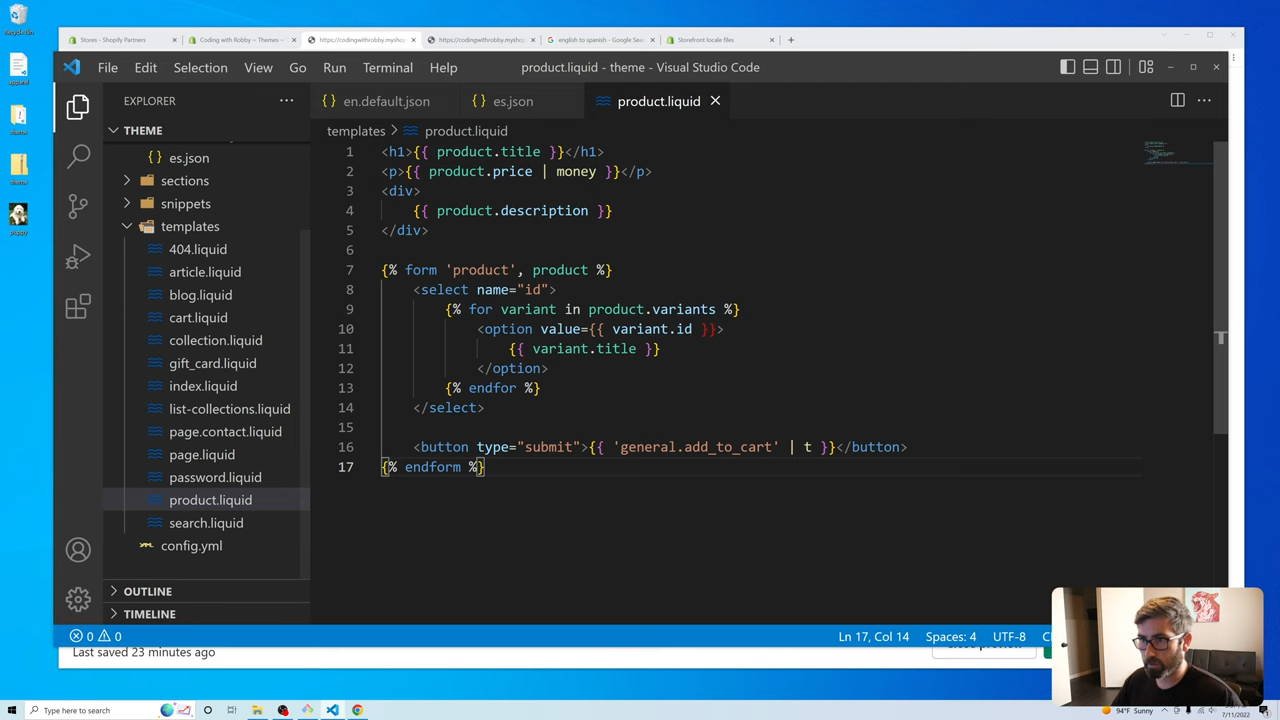 Stores - Shopify Partners
Coding with Robby ~ Themes ~
https://codingwithrobby.myshop
https://codingwithrobby.myshop
english to spanish - Google Sea
Storefront locale files
File Edit Selection View Go Run Terminal Help
product.liquid - theme - Visual Studio Code
EXPLORER
en.default.json
es.json
product.liquid
THEME
templates > product.liquid
es.json
sections
snippets
templates
404.liquid
article.liquid
blog.liquid
cart.liquid
collection.liquid
gift_card.liquid
index.liquid
list-collections.liquid
page.contact.liquid
page.liquid
password.liquid
product.liquid
search.liquid
config.yml
OUTLINE
TIMELINE
1 <h1>{{ product.title }}</h1>
2 <p>{{ product.price | money }}</p>
3 <div>
4 {{ product.description }}
5 </div>
6
7 {% form 'product', product %}
8 <select name="id">
9 {% for variant in product.variants %}
10 <option value={{ variant.id }}>
11 {{ variant.title }}
12 </option>
13 {% endfor %}
14 </select>
15
16 <button type="submit">{{ 'general.add_to_cart' | t }}</button>
17 {% endform %}
0 0
Ln 17, Col 14 Spaces: 4 UTF-8
Last saved 23 minutes ago
Type here to search
94°F Sunny
7/11/2022